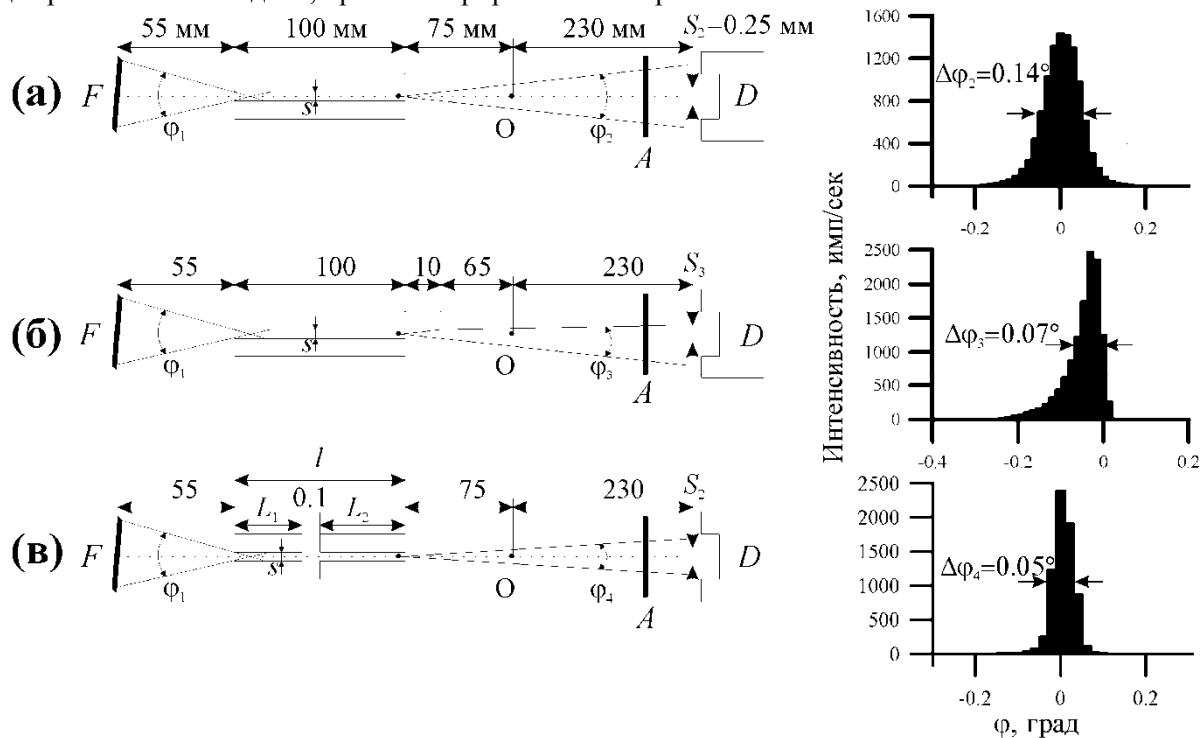 55 мм 100 мм 75 мм 230 мм S₂–0.25 мм
(а) F φ₁ s O φ₂ A D
1600
1400
800
400
0
Δφ₂=0.14°
-0.2 0 0.2
Интенсивность, имп/сек
55 100 10 65 230 S₃
(б) F φ₁ s O φ₃ A D
2500
2000
1500
1000
500
0
Δφ₃=0.07°
-0.4 -0.2 0 0.2
l
55 0.1 75 230 S₂
L₁ L₂
(в) F φ₁ s O φ₄ A D
2500
2000
1500
1000
500
0
Δφ₄=0.05°
-0.2 0 0.2
φ, град